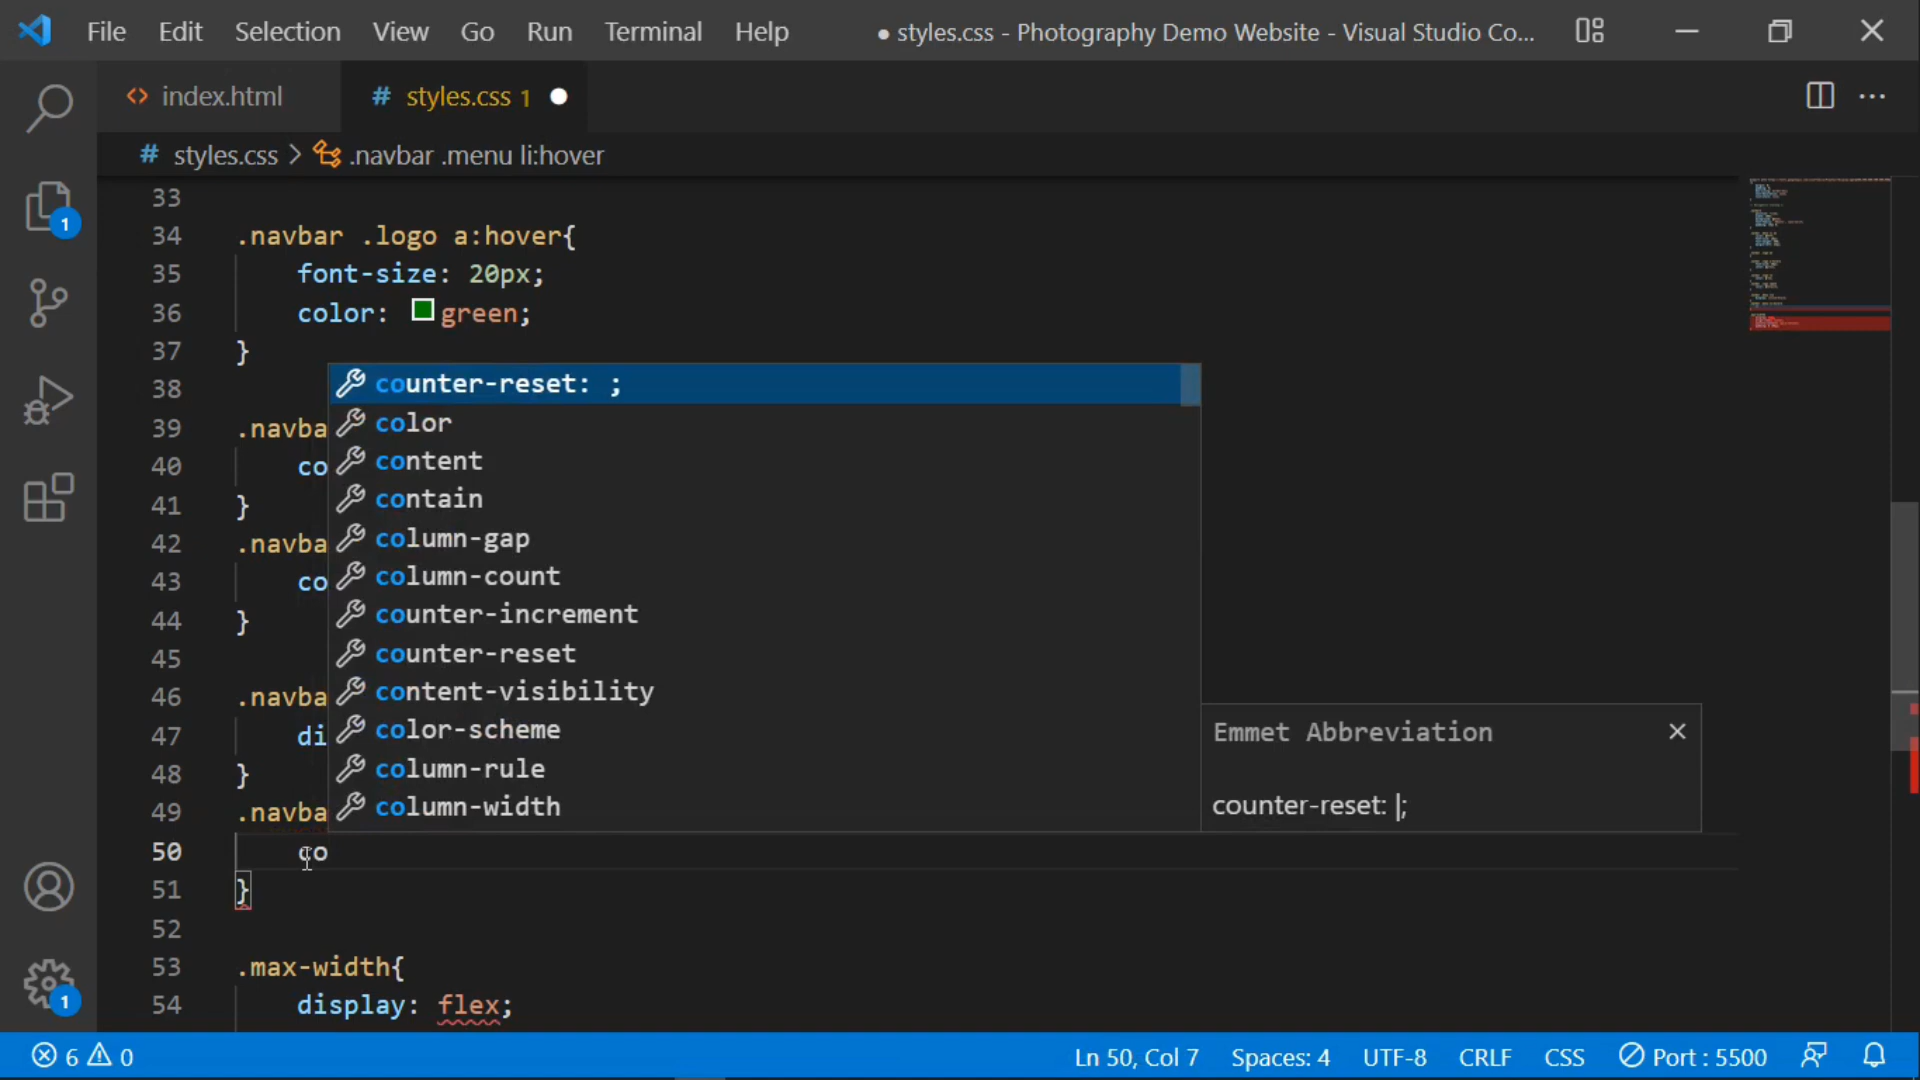 File Edit Selection View Go Run Terminal Help ● styles.css - Photography Demo Website - Visual Studio Co...
index.html # styles.css 1
# styles.css > .navbar .menu li:hover
33
34 .navbar .logo a:hover{
35 font-size: 20px;
36 color: green;
37 }
38 counter-reset: ;
39 .navba color
40 co content
41 } contain
42 .navba column-gap
43 co column-count
44 } counter-increment
45 counter-reset
46 .navba content-visibility
47 di color-scheme
48 } column-rule
49 .navba column-width
Emmet Abbreviation
counter-reset: |;
50 co
51 }
52
53 .max-width{
54 display: flex;
1
1
6 0 Ln 50, Col 7 Spaces: 4 UTF-8 CRLF CSS Port : 5500